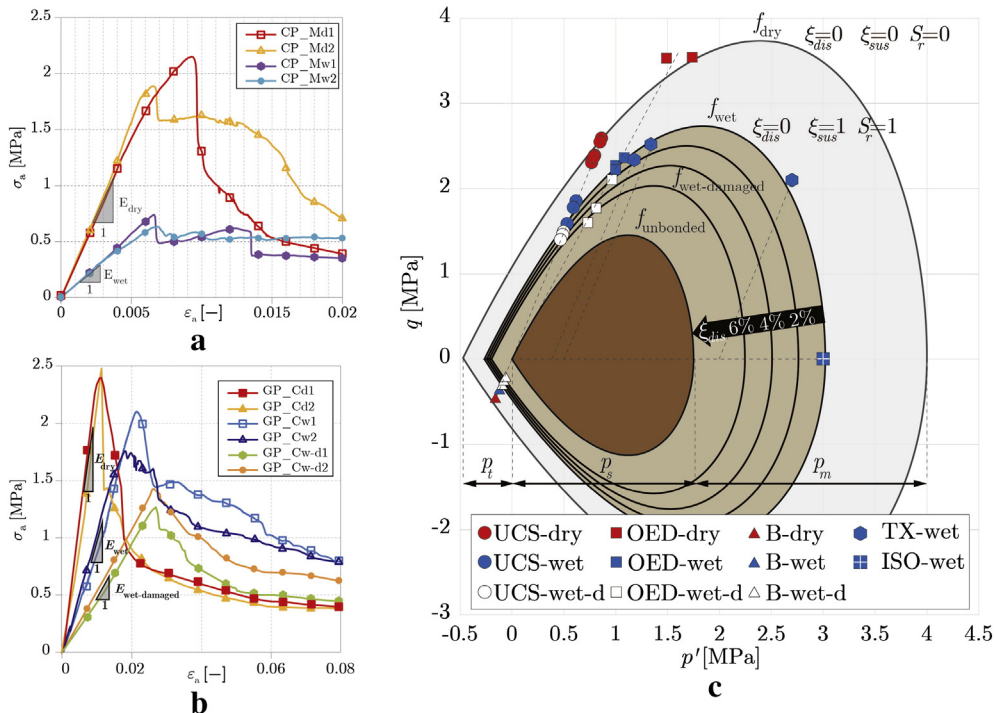 2.5
2
1.5
1
0.5
0
σa [MPa]
CP_Md1
CP_Md2
CP_Mw1
CP_Mw2
Edry
1
Ewet
1
0
0.005
0.01
0.015
0.02
εa [—]
a
2.5
2
1.5
1
0.5
0
σa [MPa]
GP_Cd1
GP_Cd2
GP_Cw1
GP_Cw2
GP_Cw-d1
GP_Cw-d2
Edry
1
Ewet
1
Ewet-damaged
1
0
0.02
0.04
0.06
0.08
εa [—]
b
4
3
2
1
0
-1
-2
-3
q [MPa]
fdry ξdis=0 ξsus=0 Sr=0
fwet ξdis=0 ξsus=1 Sr=1
fwet-damaged
funbonded
ξdis 6% 4% 2%
pt ps pm
UCS-dry OED-dry B-dry TX-wet
UCS-wet OED-wet B-wet ISO-wet
UCS-wet-d OED-wet-d B-wet-d
-0.5 0 0.5 1 1.5 2 2.5 3 3.5 4 4.5
p′[MPa]
c